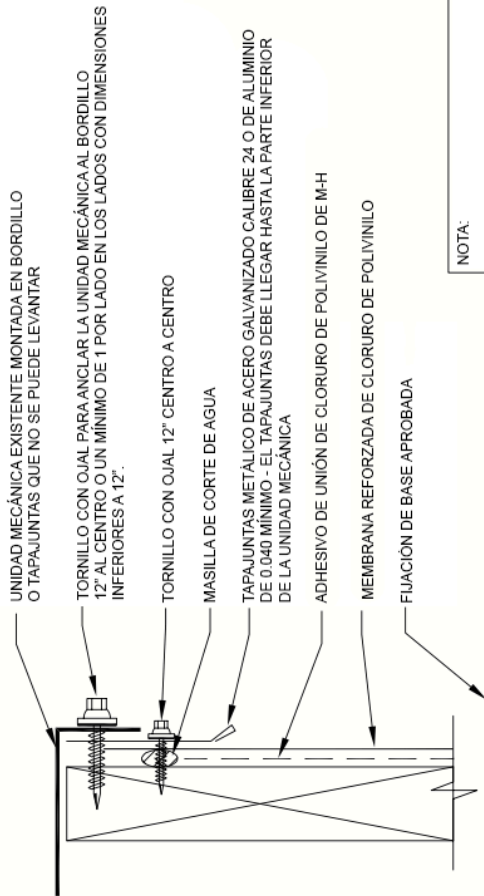 UNIDAD MECÁNICA EXISTENTE MONTADA EN BORDILLO
O TAPAJUNTAS QUE NO SE PUEDE LEVANTAR
TORNILLO CON OJAL PARA ANCLAR LA UNIDAD MECÁNICA AL BORDILLO
12" AL CENTRO O UN MÍNIMO DE 1 POR LADO EN LOS LADOS CON DIMENSIONES
INFERIORES A 12".
TORNILLO CON OJAL 12" CENTRO A CENTRO
MASILLA DE CORTE DE AGUA
TAPAJUNTAS METÁLICO DE ACERO GALVANIZADO CALIBRE 24 O DE ALUMINIO
DE 0.040 MÍNIMO - EL TAPAJUNTAS DEBE LLEGAR HASTA LA PARTE INFERIOR
DE LA UNIDAD MECÁNICA
ADHESIVO DE UNIÓN DE CLORURO DE POLIVINILO DE M-H
MEMBRANA REFORZADA DE CLORURO DE POLIVINILO
FIJACIÓN DE BASE APROBADA
NOTA: